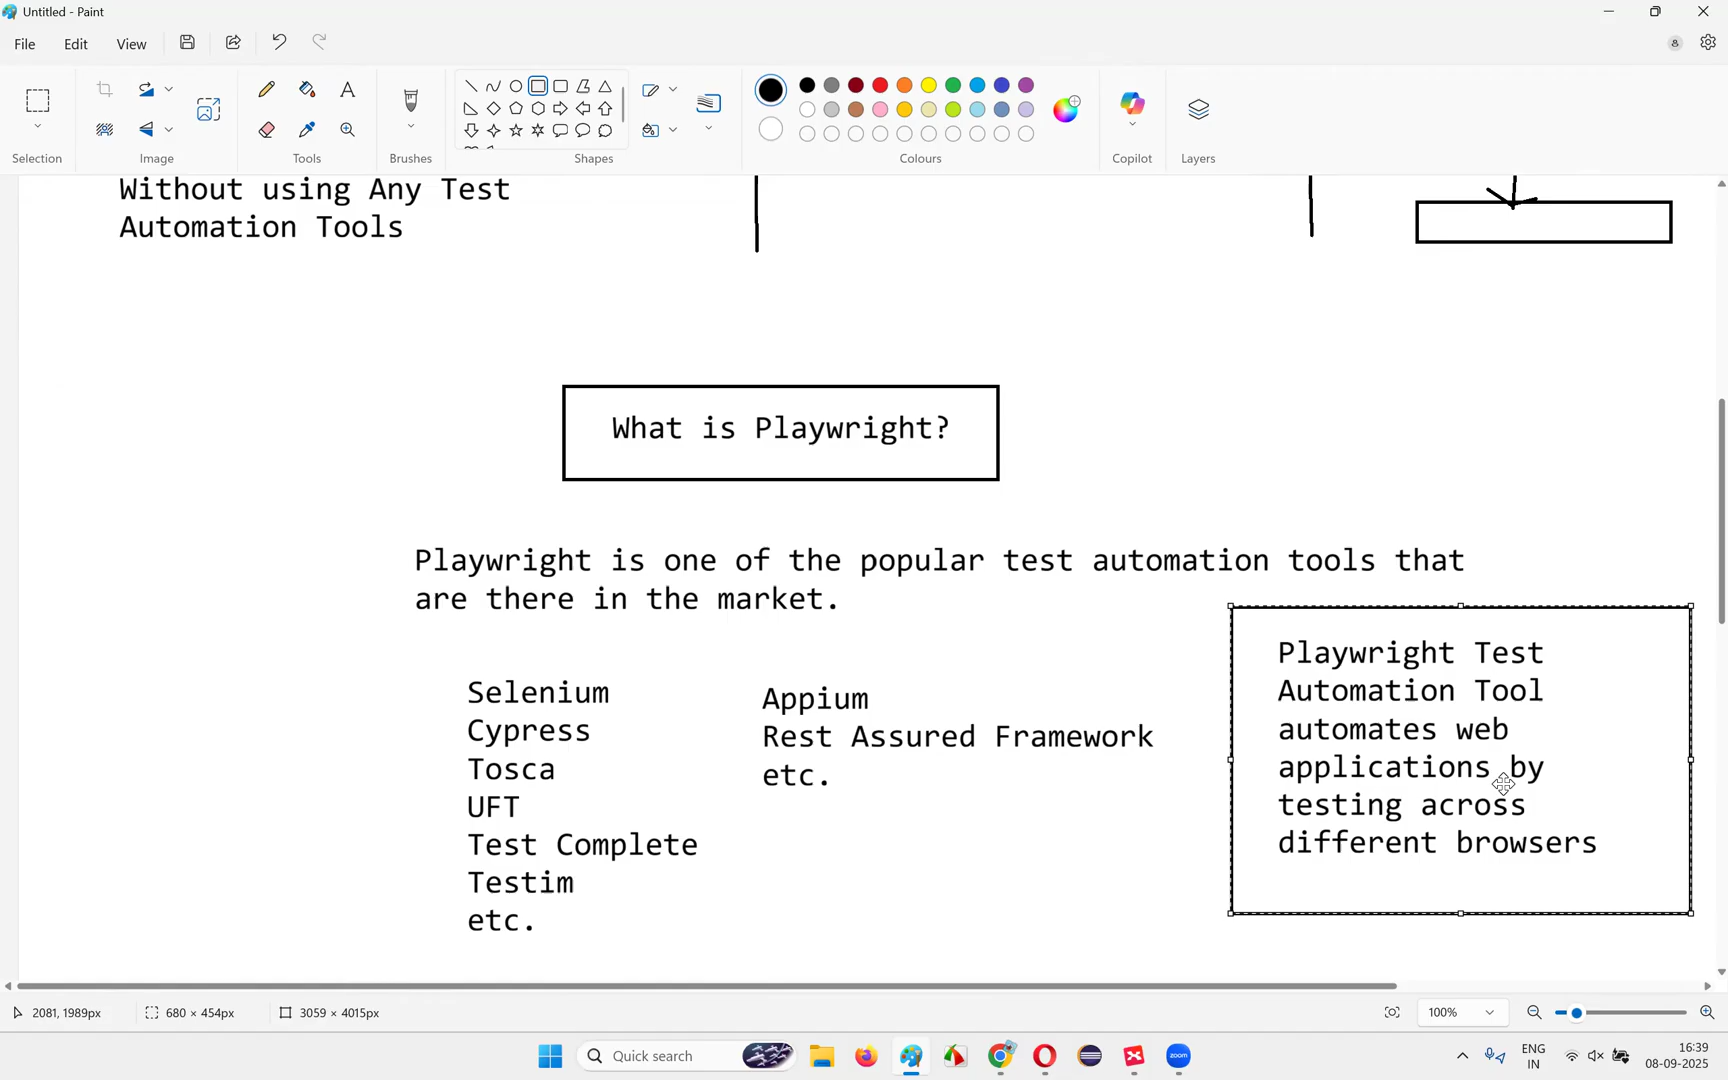 Untitled - Paint
File Edit View
Selection
Image
Tools
Brushes
Shapes
Colours
Copilot
Layers
Without using Any Test
Automation Tools
What is Playwright?
Playwright is one of the popular test automation tools that
are there in the market.
Selenium
Cypress
Tosca
UFT
Test Complete
Testim
etc.
Appium
Rest Assured Framework
etc.
Playwright Test
Automation Tool
automates web
applications by
testing across
different browsers
2081, 1989px
680 × 454px
3059 × 4015px
100%
Quick search
zoom
ENG
IN
16:39
08-09-2025